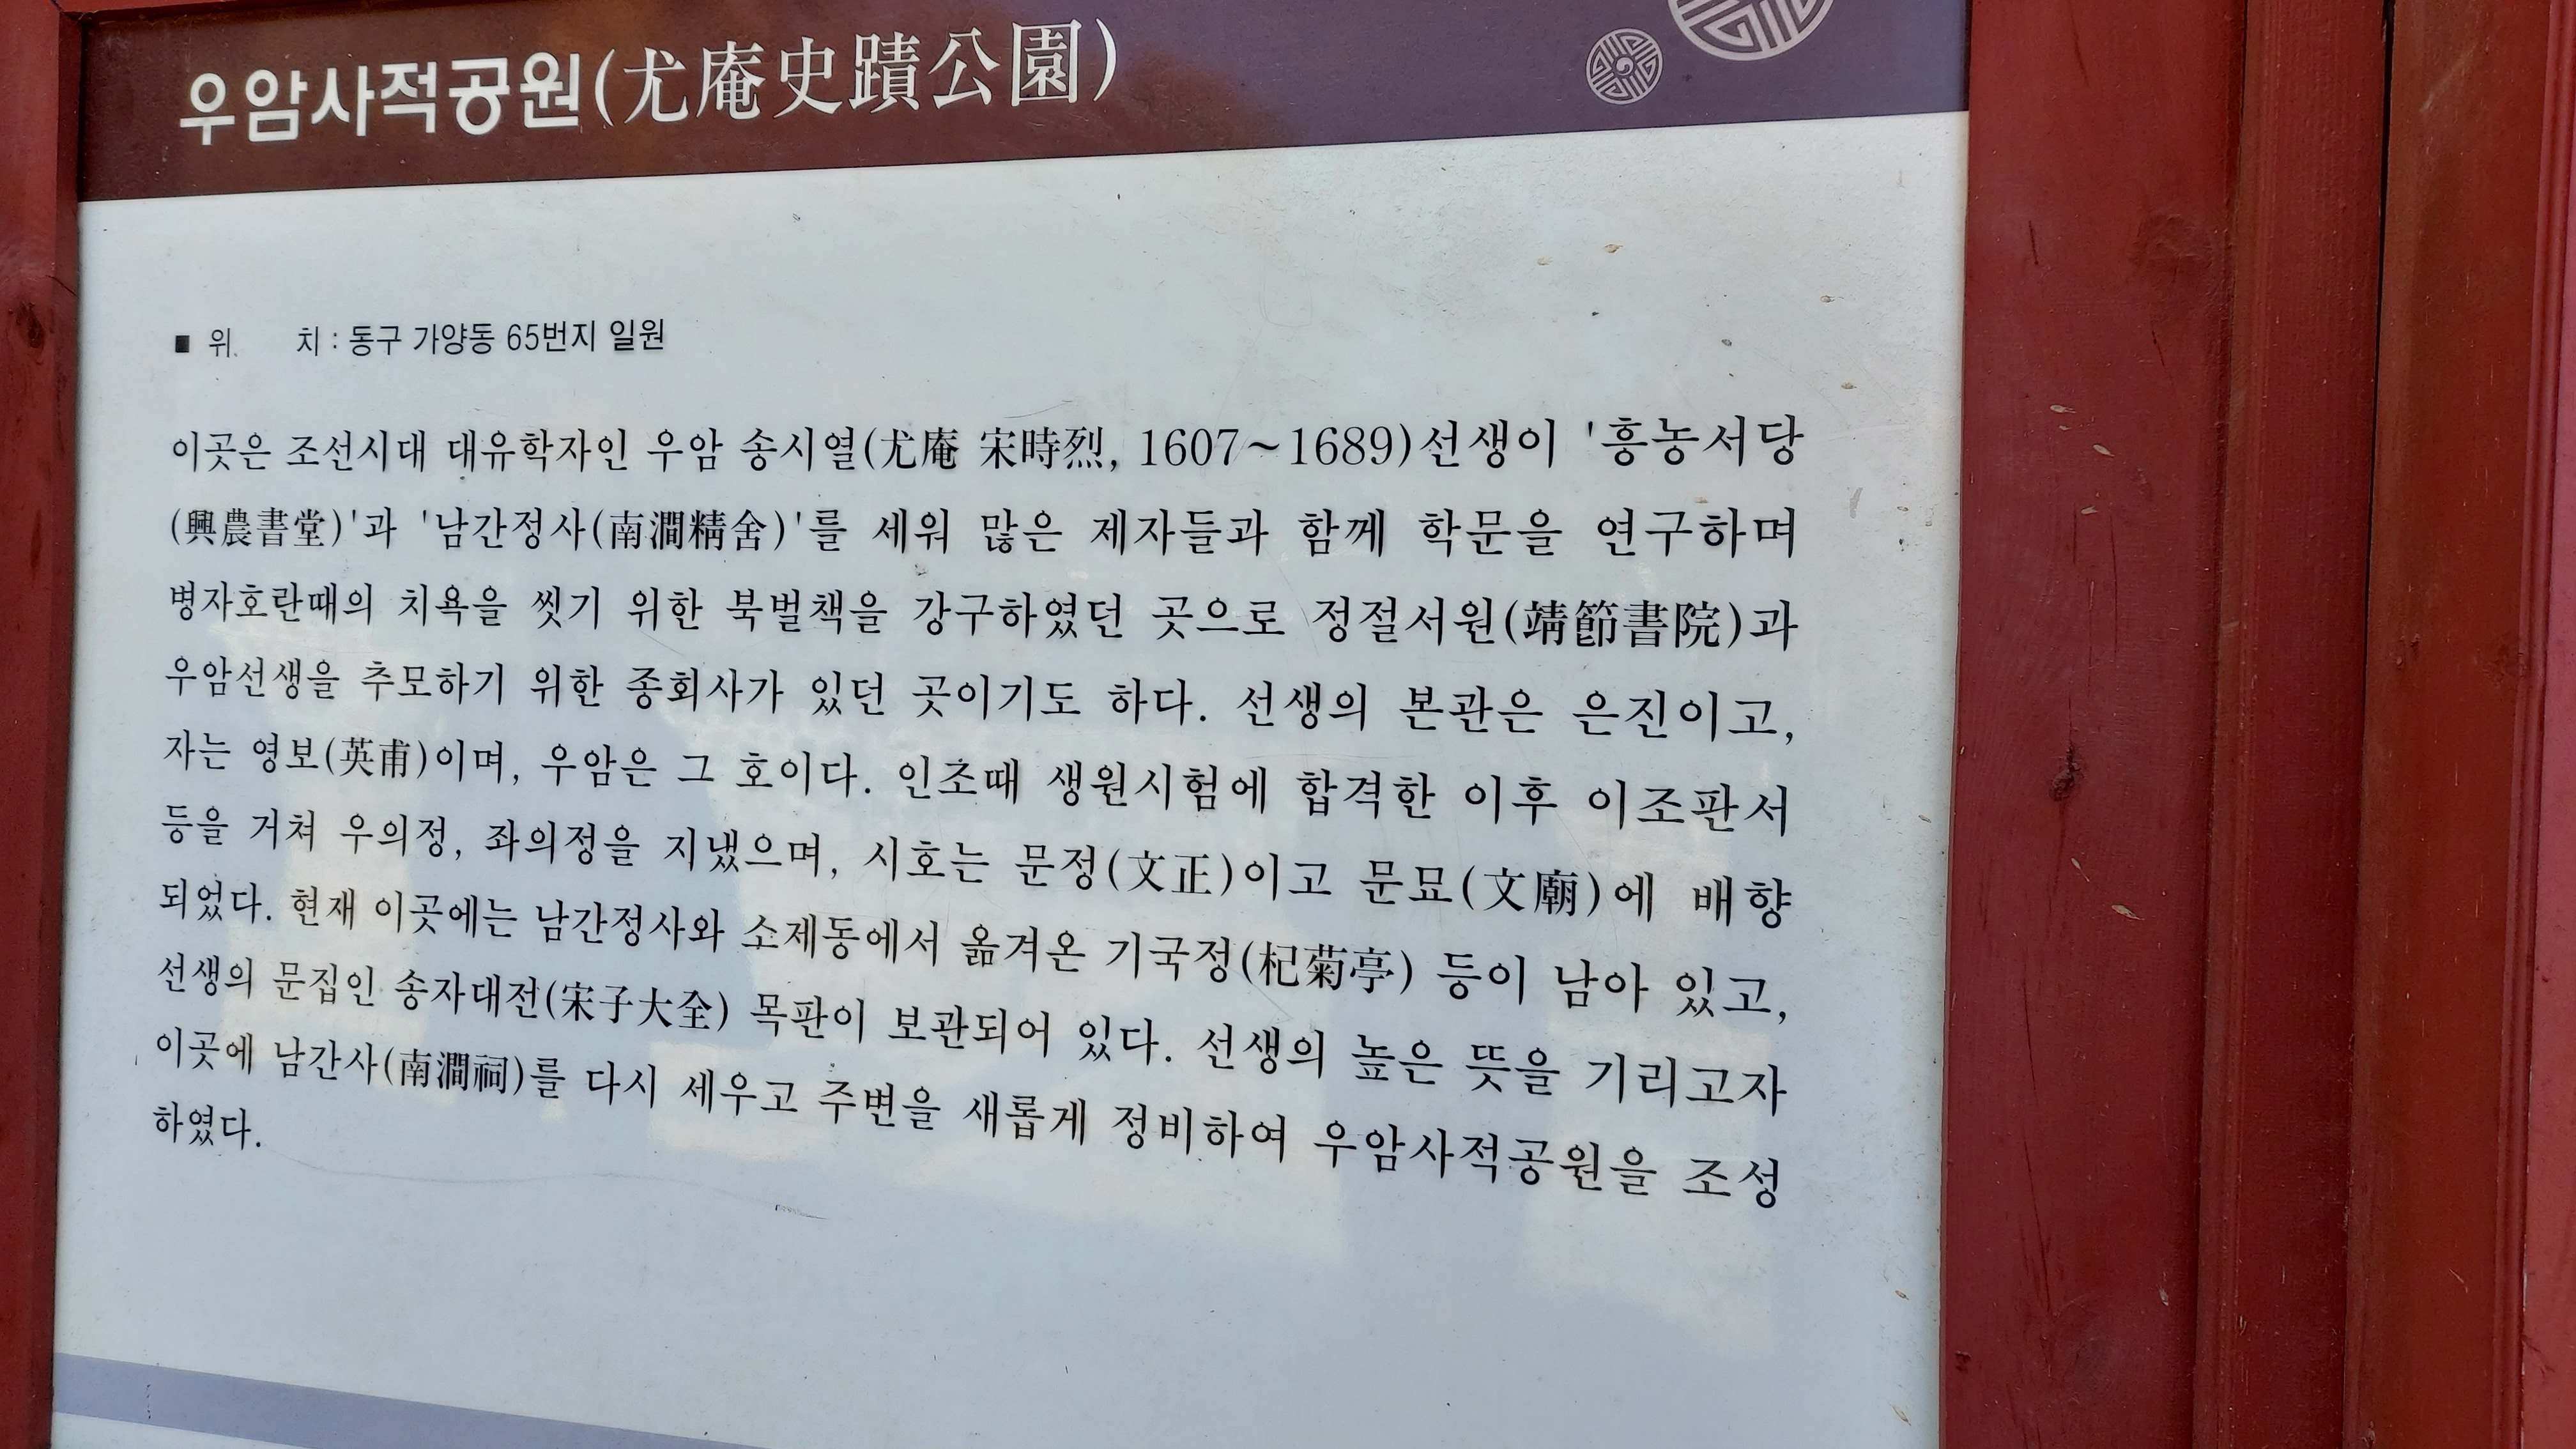 우암사적공원(尤庵史蹟公園)
■ 위 치 : 동구 가양동 65번지 일원
이곳은 조선시대 대유학자인 우암 송시열(尤庵 宋時烈, 1607~1689)선생이 '흥농서당
(興農書堂)'과 '남간정사(南澗精舍)'를 세워 많은 제자들과 함께 학문을 연구하며
병자호란때의 치욕을 씻기 위한 북벌책을 강구하였던 곳으로 정절서원(靖節書院)과
우암선생을 추모하기 위한 종회사가 있던 곳이기도 하다. 선생의 본관은 은진이고,
자는 영보(英甫)이며, 우암은 그 호이다. 인조때 생원시험에 합격한 이후 이조판서
등을 거쳐 우의정, 좌의정을 지냈으며, 시호는 문정(文正)이고 문묘(文廟)에 배향
되었다. 현재 이곳에는 남간정사와 소제동에서 옮겨온 기국정(杞菊亭) 등이 남아 있고,
선생의 문집인 송자대전(宋子大全) 목판이 보관되어 있다. 선생의 높은 뜻을 기리고자
이곳에 남간사(南澗祠)를 다시 세우고 주변을 새롭게 정비하여 우암사적공원을 조성
하였다.